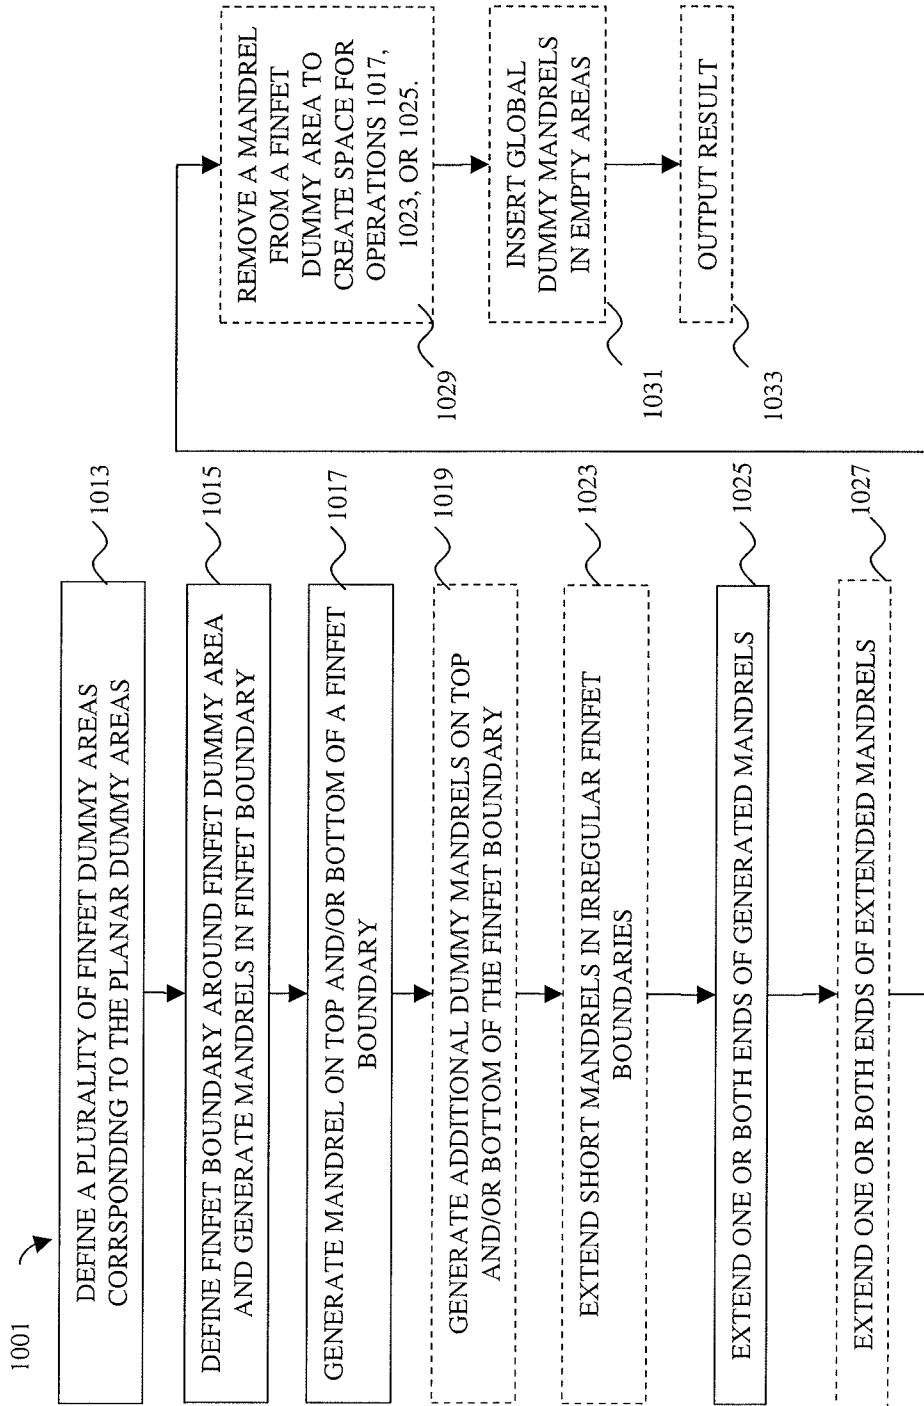 1001
DEFINE A PLURALITY OF FINFET DUMMY AREAS
CORRSPONDING TO THE PLANAR DUMMY AREAS
1013
DEFINE FINFET BOUNDARY AROUND FINFET DUMMY AREA
AND GENERATE MANDRELS IN FINFET BOUNDARY
1015
GENERATE MANDREL ON TOP AND/OR BOTTOM OF A FINFET
BOUNDARY
1017
GENERATE ADDITIONAL DUMMY MANDRELS ON TOP
AND/OR BOTTOM OF THE FINFET BOUNDARY
1019
EXTEND SHORT MANDRELS IN IRREGULAR FINFET
BOUNDARIES
1023
EXTEND ONE OR BOTH ENDS OF GENERATED MANDRELS
1025
EXTEND ONE OR BOTH ENDS OF EXTENDED MANDRELS
1027
REMOVE A MANDREL
FROM A FINFET
DUMMY AREA TO
CREATE SPACE FOR
OPERATIONS 1017,
1023, OR 1025.
1029
INSERT GLOBAL
DUMMY MANDRELS
IN EMPTY AREAS
1031
OUTPUT RESULT
1033